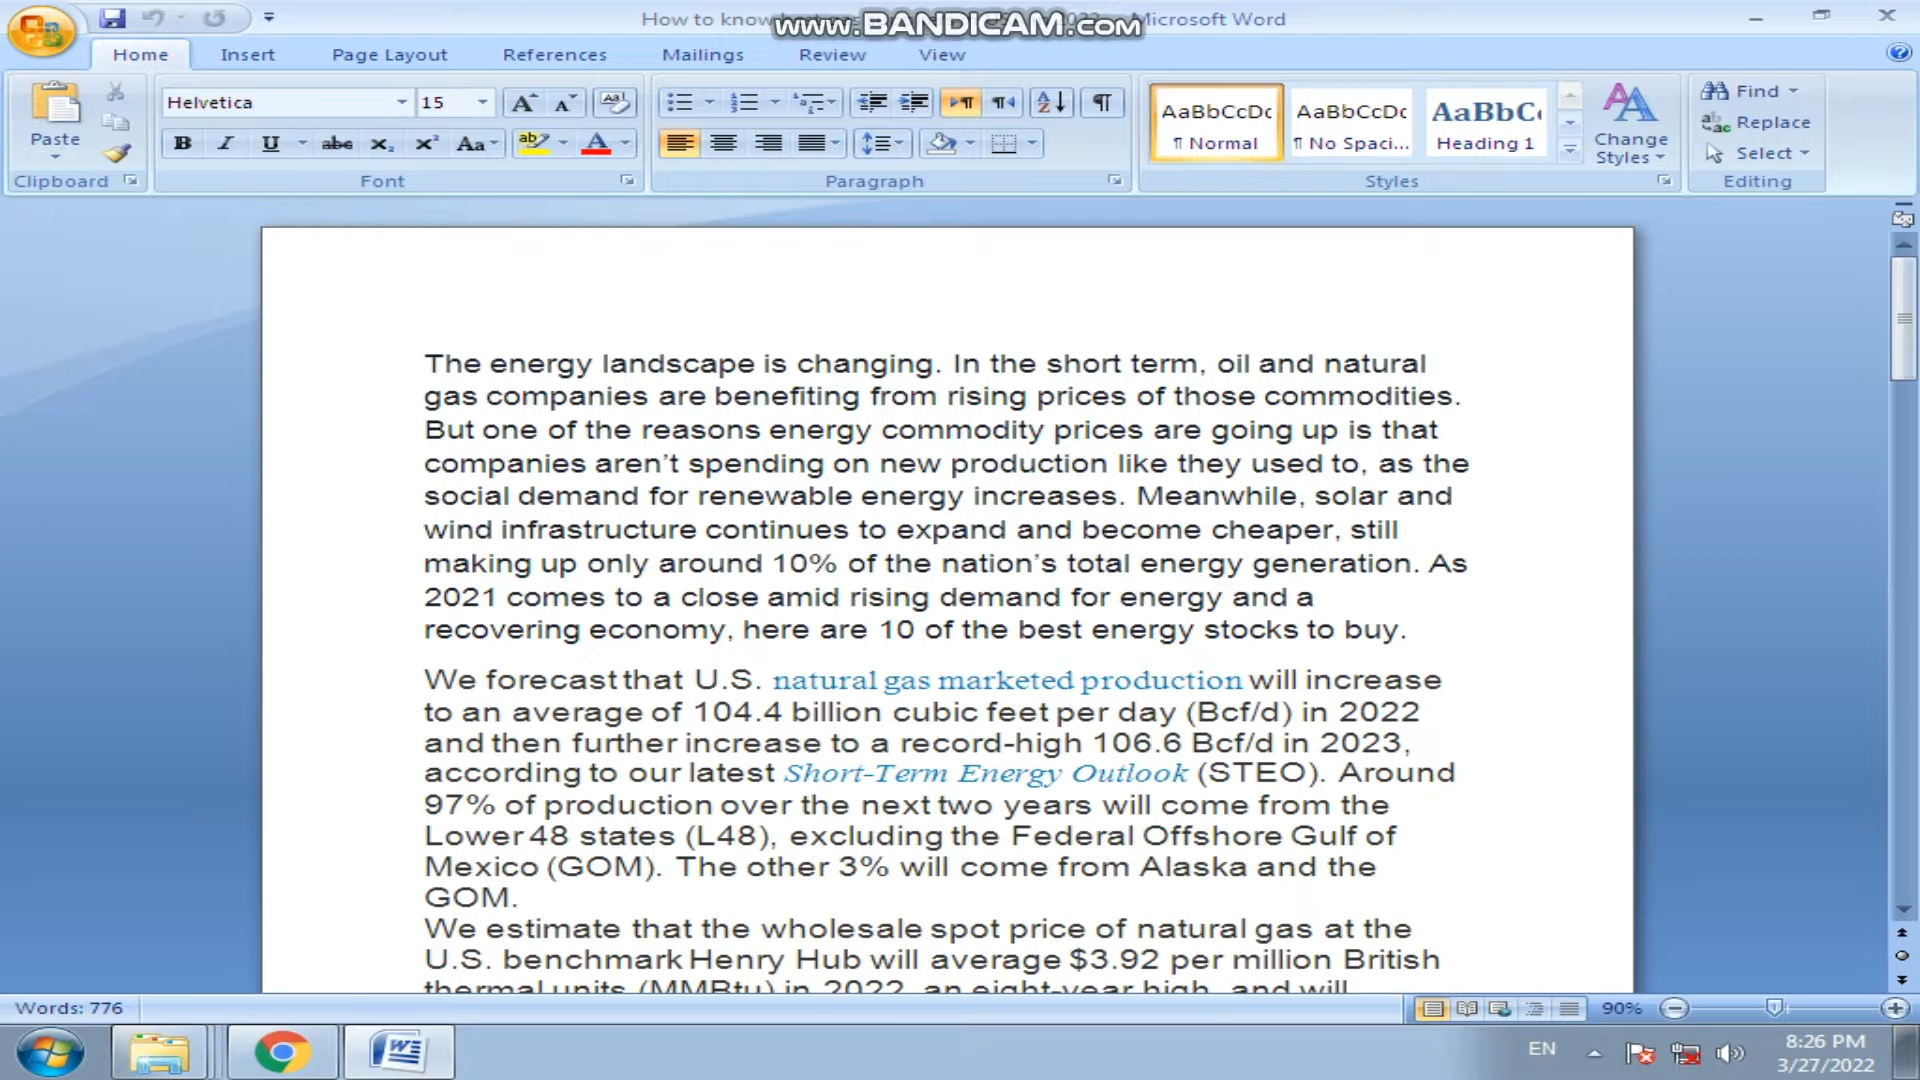 How to know 2022 Microsoft Word
www.BANDICAM.com
Home Insert Page Layout References Mailings Review View
Paste
Clipboard
Helvetica 15
Font
Paragraph
AaBbCcDc AaBbCcDc AaBbC
¶ Normal ¶ No Spaci... Heading 1
Styles
Change Styles
Find
Replace
Select
Editing
The energy landscape is changing. In the short term, oil and natural
gas companies are benefiting from rising prices of those commodities.
But one of the reasons energy commodity prices are going up is that
companies aren't spending on new production like they used to, as the
social demand for renewable energy increases. Meanwhile, solar and
wind infrastructure continues to expand and become cheaper, still
making up only around 10% of the nation's total energy generation. As
2021 comes to a close amid rising demand for energy and a
recovering economy, here are 10 of the best energy stocks to buy.
We forecast that U.S. natural gas marketed production will increase
to an average of 104.4 billion cubic feet per day (Bcf/d) in 2022
and then further increase to a record-high 106.6 Bcf/d in 2023,
according to our latest Short-Term Energy Outlook (STEO). Around
97% of production over the next two years will come from the
Lower 48 states (L48), excluding the Federal Offshore Gulf of
Mexico (GOM). The other 3% will come from Alaska and the
GOM.
We estimate that the wholesale spot price of natural gas at the
U.S. benchmark Henry Hub will average $3.92 per million British
thermal units (MMBtu) in 2022, an eight-year high, and will
Words: 776
90%
EN
8:26 PM
3/27/2022